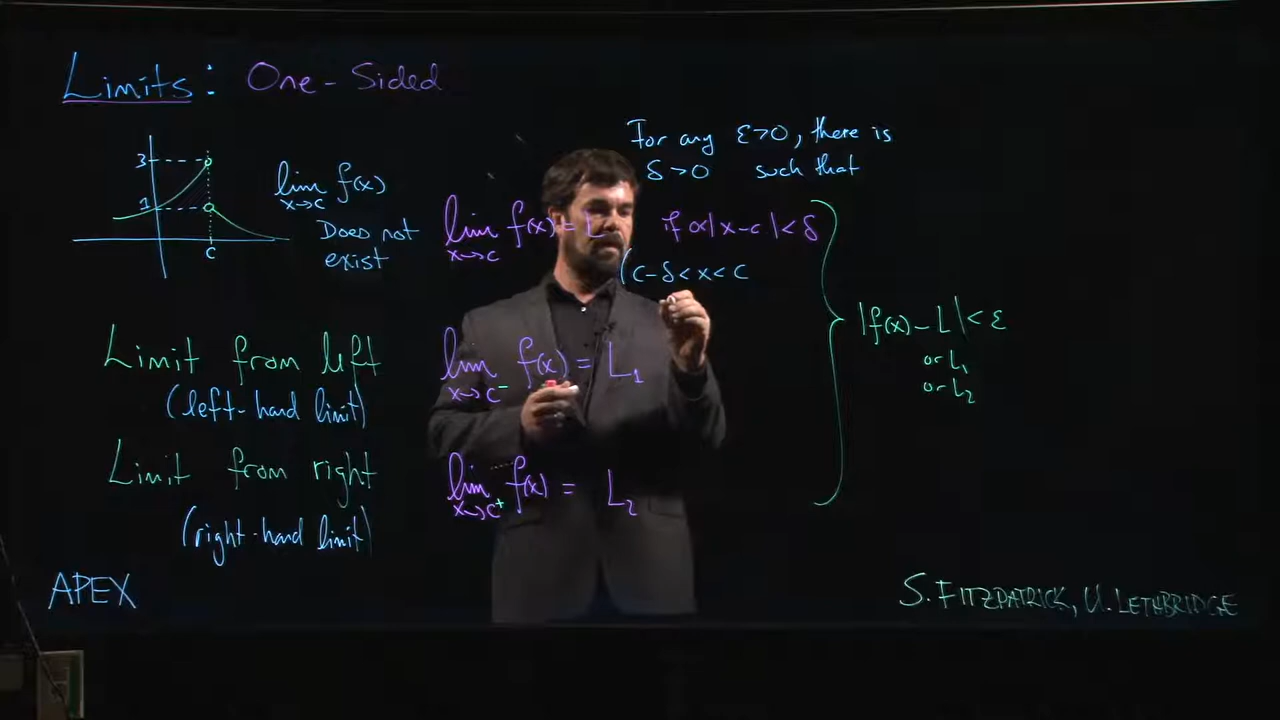 Limits: One-Sided
3
1
c
lim f(x)
x→c
Does not
exist
For any ε>0, there is
δ>0 such that
lim f(x) = L if 0<|x-c|<δ
x→c
(c-δ<x<c
Limit from left
(left-hand limit)
lim f(x) = L₁
x→c⁻
Limit from right
(right-hand limit)
lim f(x) = L₂
x→c⁺
|f(x)-L|<ε
or L₁
or L₂
APEX
S. FITZPATRICK, U. LETHBRIDGE